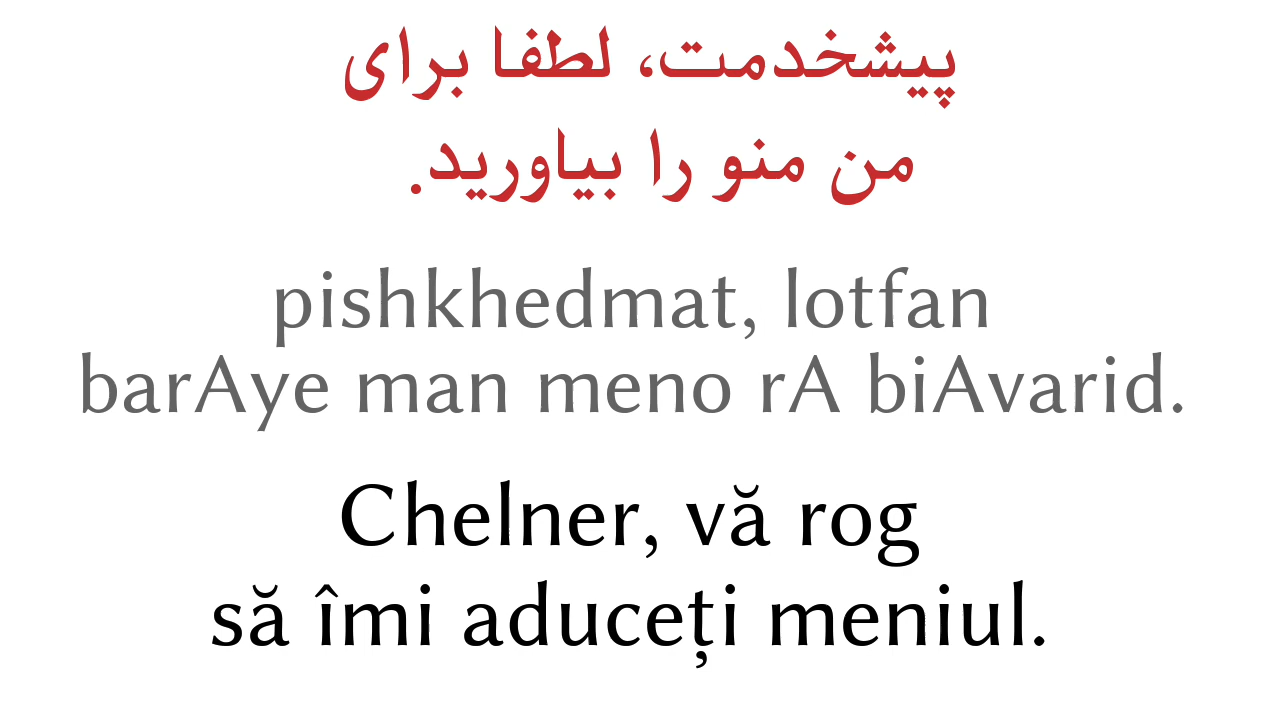 پیشخدمت، لطفا برای
من منو را بیاورید.
pishkhedmat, lotfan
barAye man meno rA biAvarid.
Chelner, vă rog
să îmi aduceți meniul.